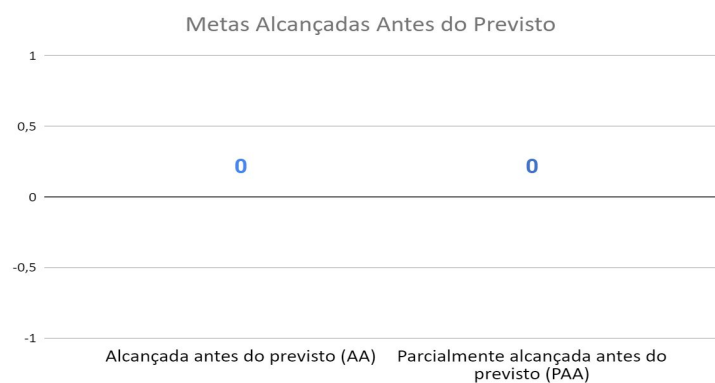 Metas Alcançadas Antes do Previsto
1
0,5
0 0
0
-0,5
-1
Alcançada antes do previsto (AA) Parcialmente alcançada antes do
previsto (PAA)